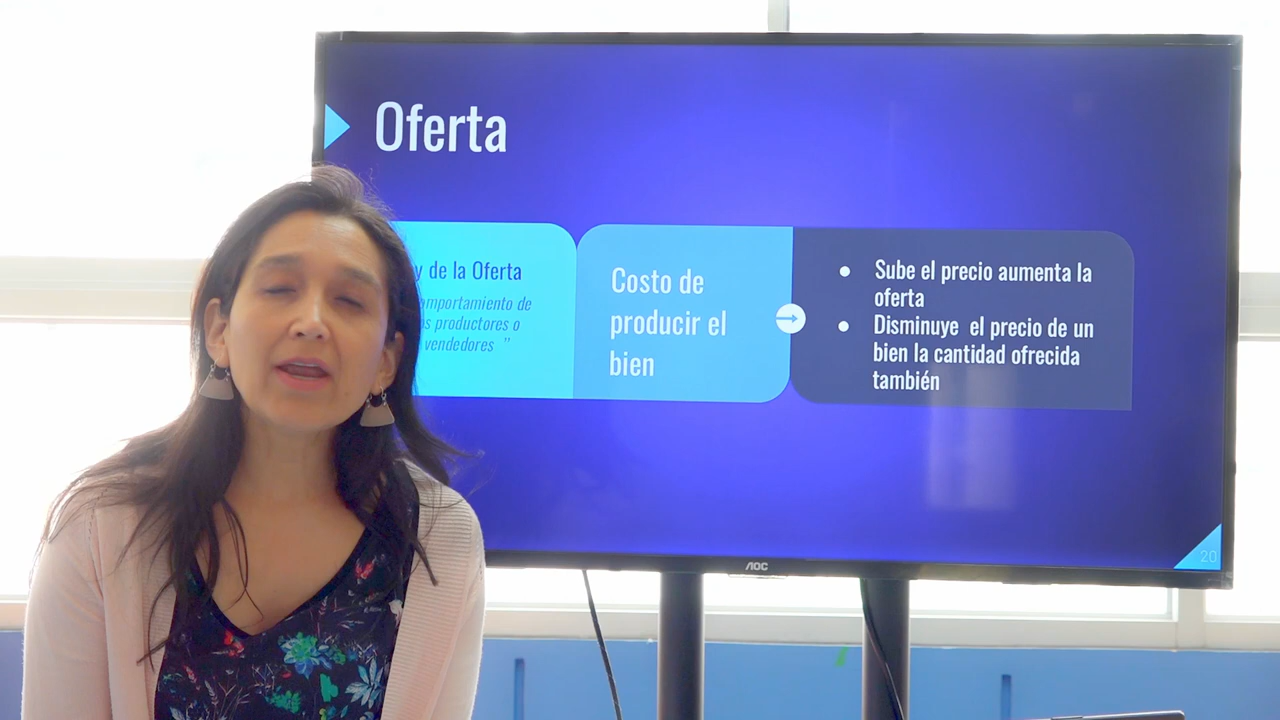 Oferta
de la Oferta
de
productores o
vendedores ”
Costo de
producir el
bien
Sube el precio aumenta la
oferta
Disminuye el precio de un
bien la cantidad ofrecida
también
AOC
20